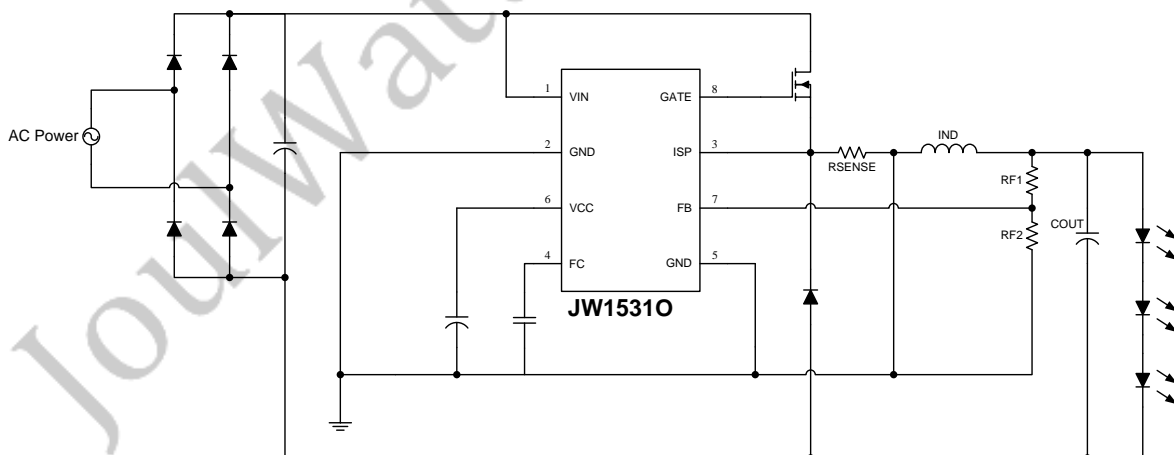 JoulWatt
AC Power
1 VIN GATE 8
2 GND ISP 3
6 VCC FB 7
4 FC GND 5
JW1531O
RSENSE
IND
RF1
RF2
COUT